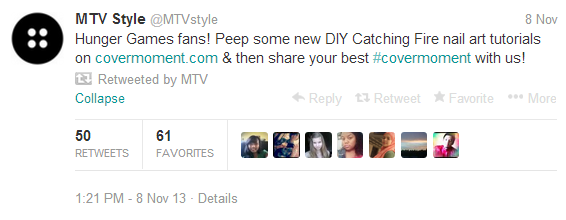 MTV Style @MTVstyle 8 Nov
Hunger Games fans! Peep some new DIY Catching Fire nail art tutorials
on covermoment.com & then share your best #covermoment with us!
Retweeted by MTV
Collapse Reply Retweet Favorite More
50 61
RETWEETS FAVORITES
1:21 PM - 8 Nov 13 · Details